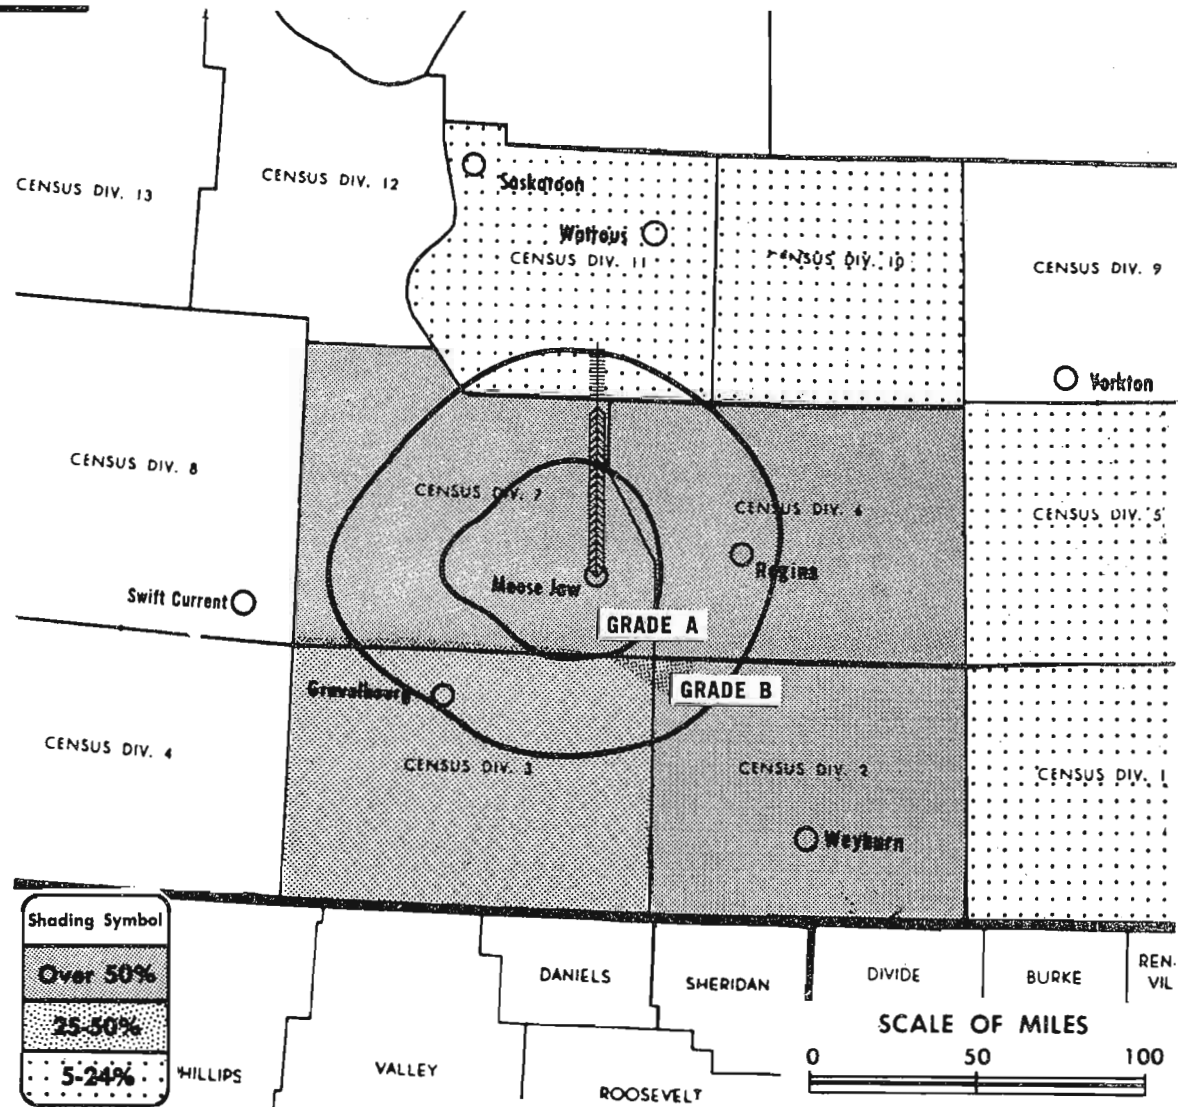 CENSUS DIV. 13
CENSUS DIV. 12
Saskatoon
Watrous
CENSUS DIV. 11
CENSUS DIV. 10
CENSUS DIV. 9
Yorkton
CENSUS DIV. 8
CENSUS DIV. 7
CENSUS DIV. 6
CENSUS DIV. 5
Regina
Moose Jaw
Swift Current
GRADE A
GRADE B
Gravelbourg
CENSUS DIV. 4
CENSUS DIV. 3
CENSUS DIV. 2
CENSUS DIV. 1
Weyburn
Shading Symbol
Over 50%
25-50%
5-24%
PHILLIPS
VALLEY
DANIELS
ROOSEVELT
SHERIDAN
DIVIDE
BURKE
REN-
VIL
SCALE OF MILES
0 50 100